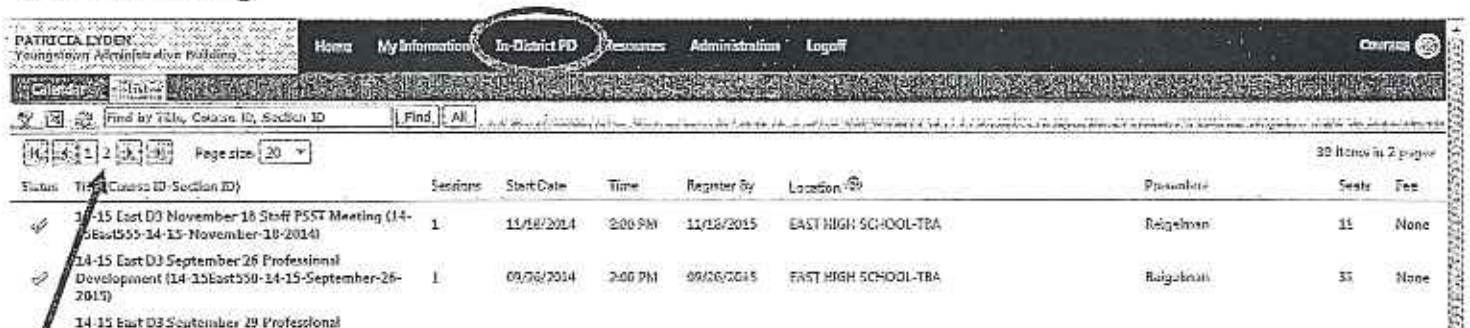 PATRICIA LYDEN
Youngstown Administrative Building
Home My Information In-District PD Resources Administration Logoff Courses
Calendar
Find by Title, Course ID, Section ID Find All
1 2 Page size: 20 39 items in 2 pages
Status Title (Course ID-Section ID) Sessions Start Date Time Register By Location Presenters Seats Fee
14-15 East D3 November 18 Staff PSST Meeting (14-
15East555-14-15-November-18-2014) 1 11/18/2014 2:00 PM 11/18/2015 EAST HIGH SCHOOL-TBA Reigelman 11 None
14-15 East D3 September 26 Professional
Development (14-15East550-14-15-September-26-
2015) 1 09/26/2014 2:00 PM 09/26/2015 EAST HIGH SCHOOL-TBA Reigelman 35 None
14-15 East D3 September 29 Professional